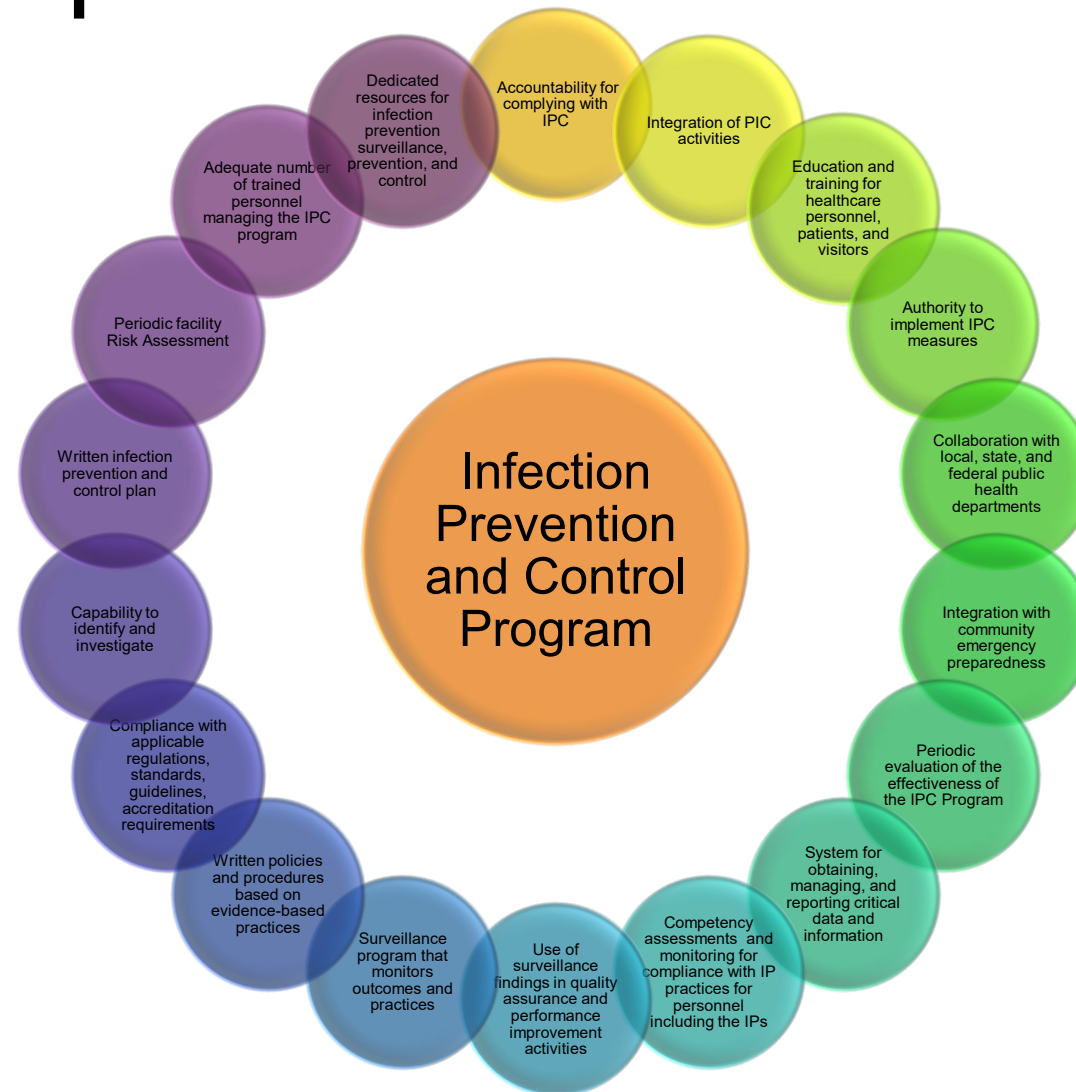 Accountability for
complying with
IPC
Integration of PIC
activities
Education and
training for
healthcare
personnel,
patients, and
visitors
Authority to
implement IPC
measures
Collaboration with
local, state, and
federal public
health
departments
Integration with
community
emergency
preparedness
Periodic
evaluation of the
effectiveness of
the IPC Program
System for
obtaining,
managing, and
reporting critical
data and
information
Competency
assessments and
monitoring for
compliance with IP
practices for
personnel
including the IPs
Use of
surveillance
findings in quality
assurance and
performance
improvement
activities
Surveillance
program that
monitors
outcomes and
practices
Written policies
and procedures
based on
evidence-based
practices
Compliance with
applicable
regulations,
standards,
guidelines,
accreditation
requirements
Capability to
identify and
investigate
Written infection
prevention and
control plan
Periodic facility
Risk Assessment
Adequate number
of trained
personnel
managing the IPC
program
Dedicated
resources for
infection
prevention
surveillance,
prevention, and
control
Infection
Prevention
and Control
Program